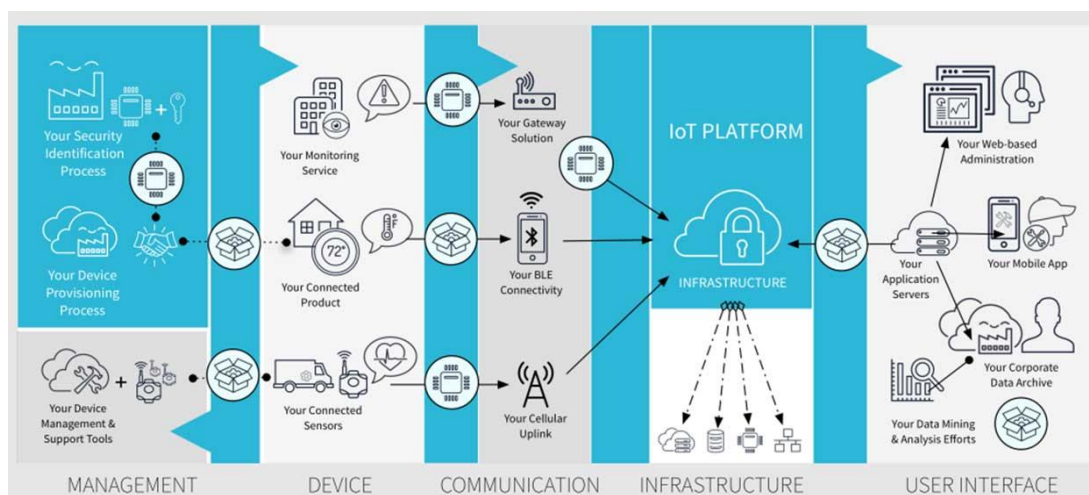 Your Security
Identification
Process
Your Device
Provisioning
Process
Your Device
Management &
Support Tools
Your Monitoring
Service
°F
72°
Your Connected
Product
Your Connected
Sensors
Your Gateway
Solution
Your BLE
Connectivity
Your Cellular
Uplink
IoT PLATFORM
INFRASTRUCTURE
Your Web-based
Administration
Your
Application
Servers
Your Mobile App
Your Corporate
Data Archive
Your Data Mining
& Analysis Efforts
MANAGEMENT
DEVICE
COMMUNICATION
INFRASTRUCTURE
USER INTERFACE